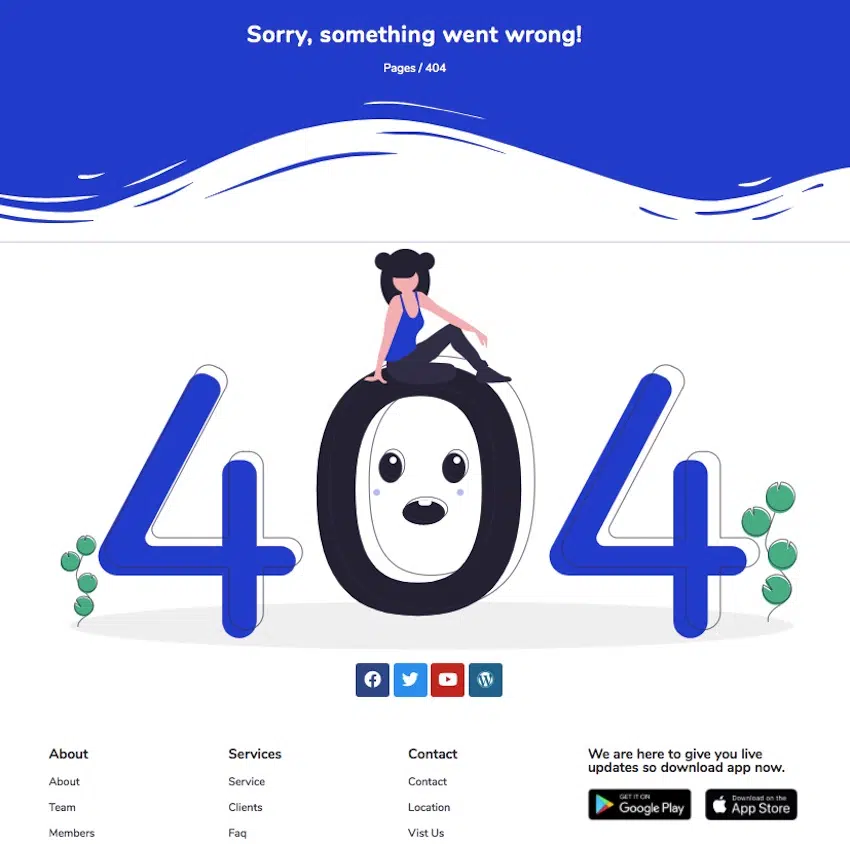 Sorry, something went wrong!
Pages / 404
404
About
About
Team
Members
Services
Service
Clients
Faq
Contact
Contact
Location
Vist Us
We are here to give you live
updates so download app now.
GET IT ON
Google Play
Download on the
App Store